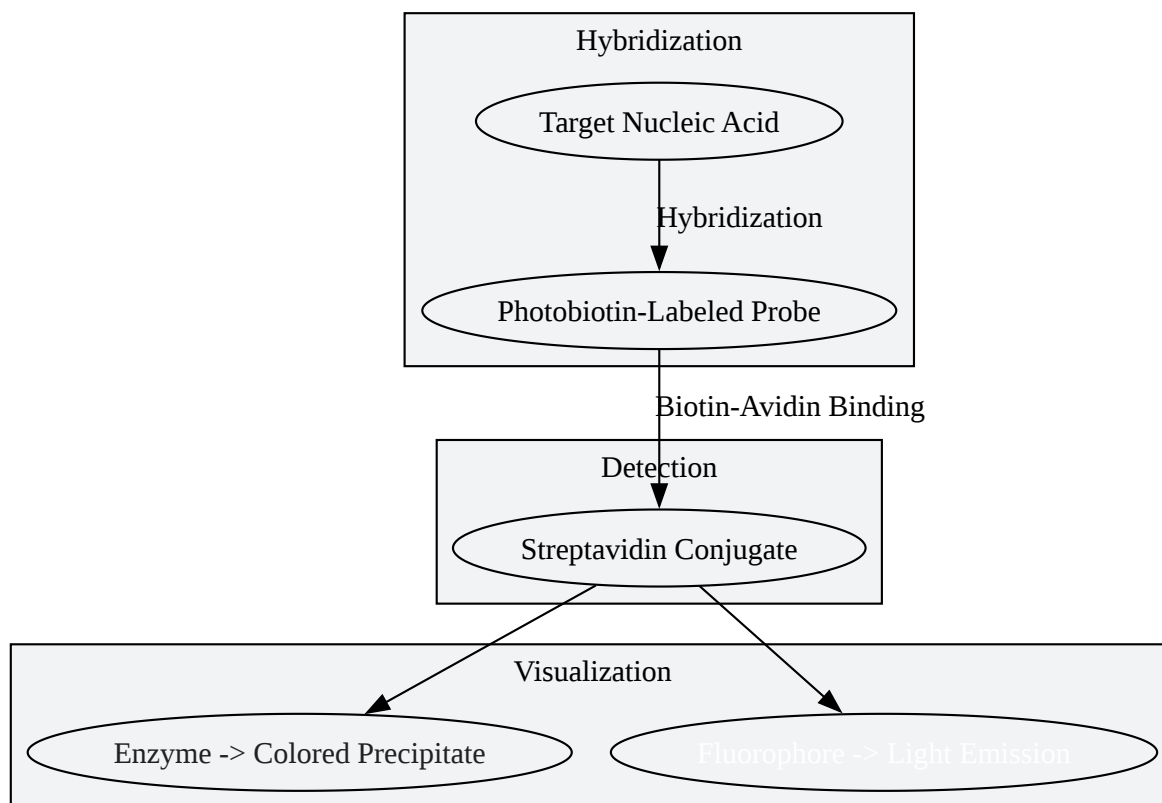 Hybridization
Target Nucleic Acid
Hybridization
Photobiotin-Labeled Probe
Biotin-Avidin Binding
Detection
Streptavidin Conjugate
Visualization
Enzyme -> Colored Precipitate
Fluorophore -> Light Emission